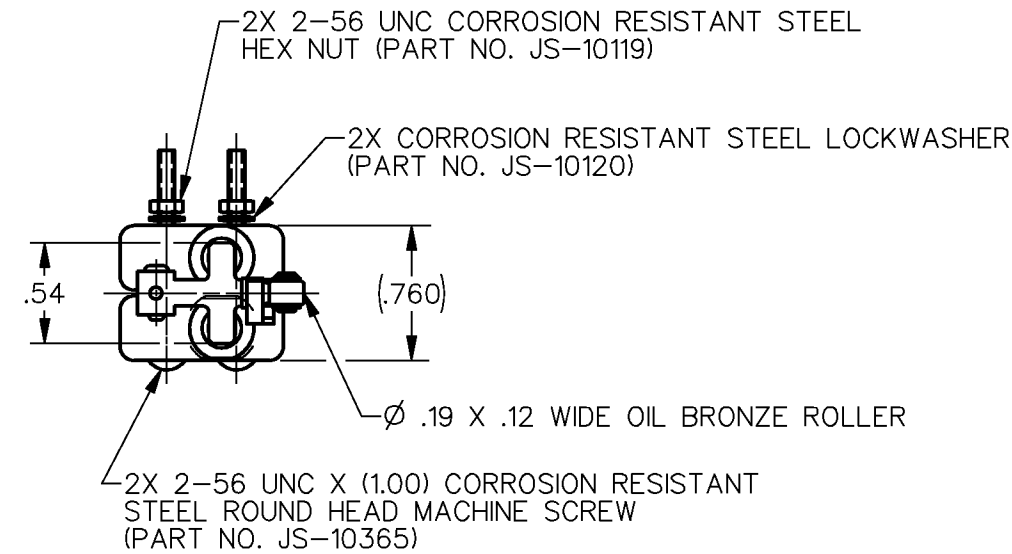 2X 2-56 UNC CORROSION RESISTANT STEEL
HEX NUT (PART NO. JS-10119)
2X CORROSION RESISTANT STEEL LOCKWASHER
(PART NO. JS-10120)
.54
(.760)
Ø .19 X .12 WIDE OIL BRONZE ROLLER
2X 2-56 UNC X (1.00) CORROSION RESISTANT
STEEL ROUND HEAD MACHINE SCREW
(PART NO. JS-10365)